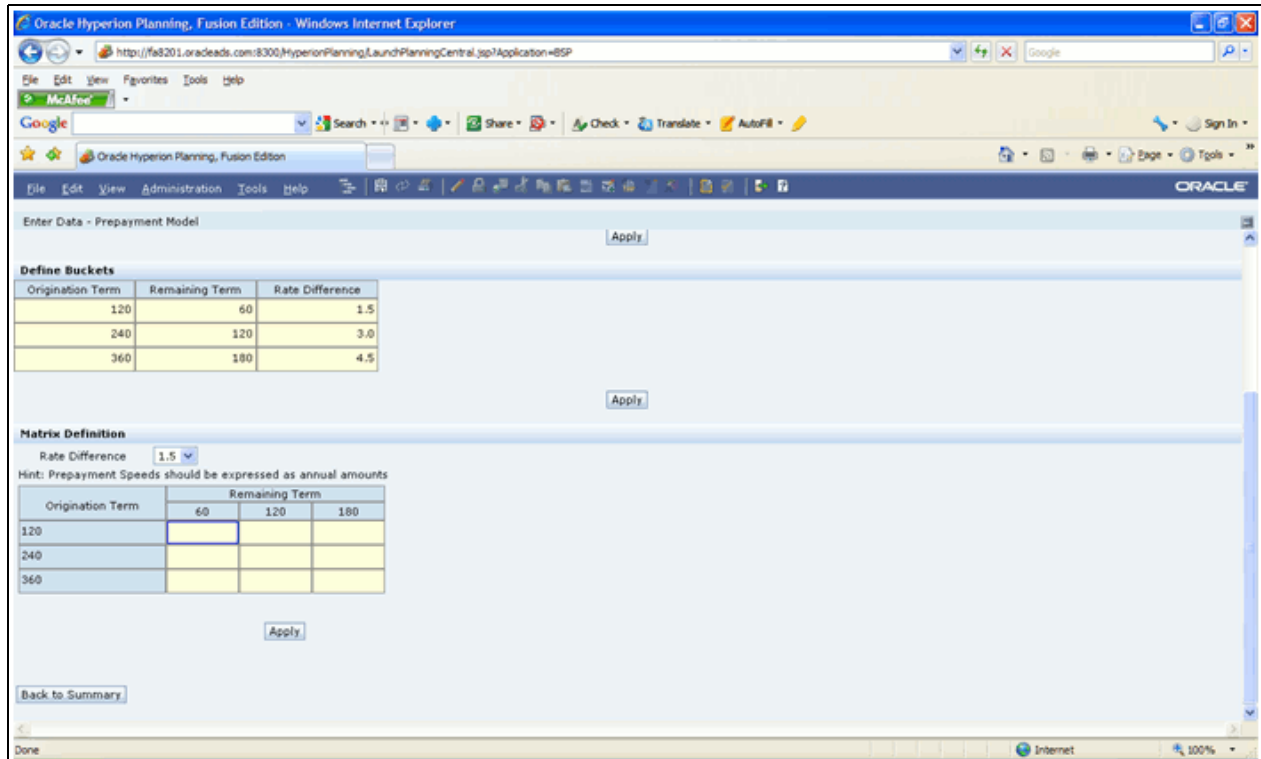 Oracle Hyperion Planning, Fusion Edition - Windows Internet Explorer
http://fa8201.oracleads.com:8300/HyperionPlanning/LaunchPlanningCentral.jsp?Application=BSP
Google
File Edit View Favorites Tools Help
McAfee
Google Search Share Check Translate AutoFill Sign In
Oracle Hyperion Planning, Fusion Edition Page Tools
File Edit View Administration Tools Help ORACLE
Enter Data - Prepayment Model
Apply
Define Buckets
Origination Term Remaining Term Rate Difference
120 60 1.5
240 120 3.0
360 180 4.5
Apply
Matrix Definition
Rate Difference 1.5
Hint: Prepayment Speeds should be expressed as annual amounts
Origination Term Remaining Term
60 120 180
120
240
360
Apply
Back to Summary
Done Internet 100%